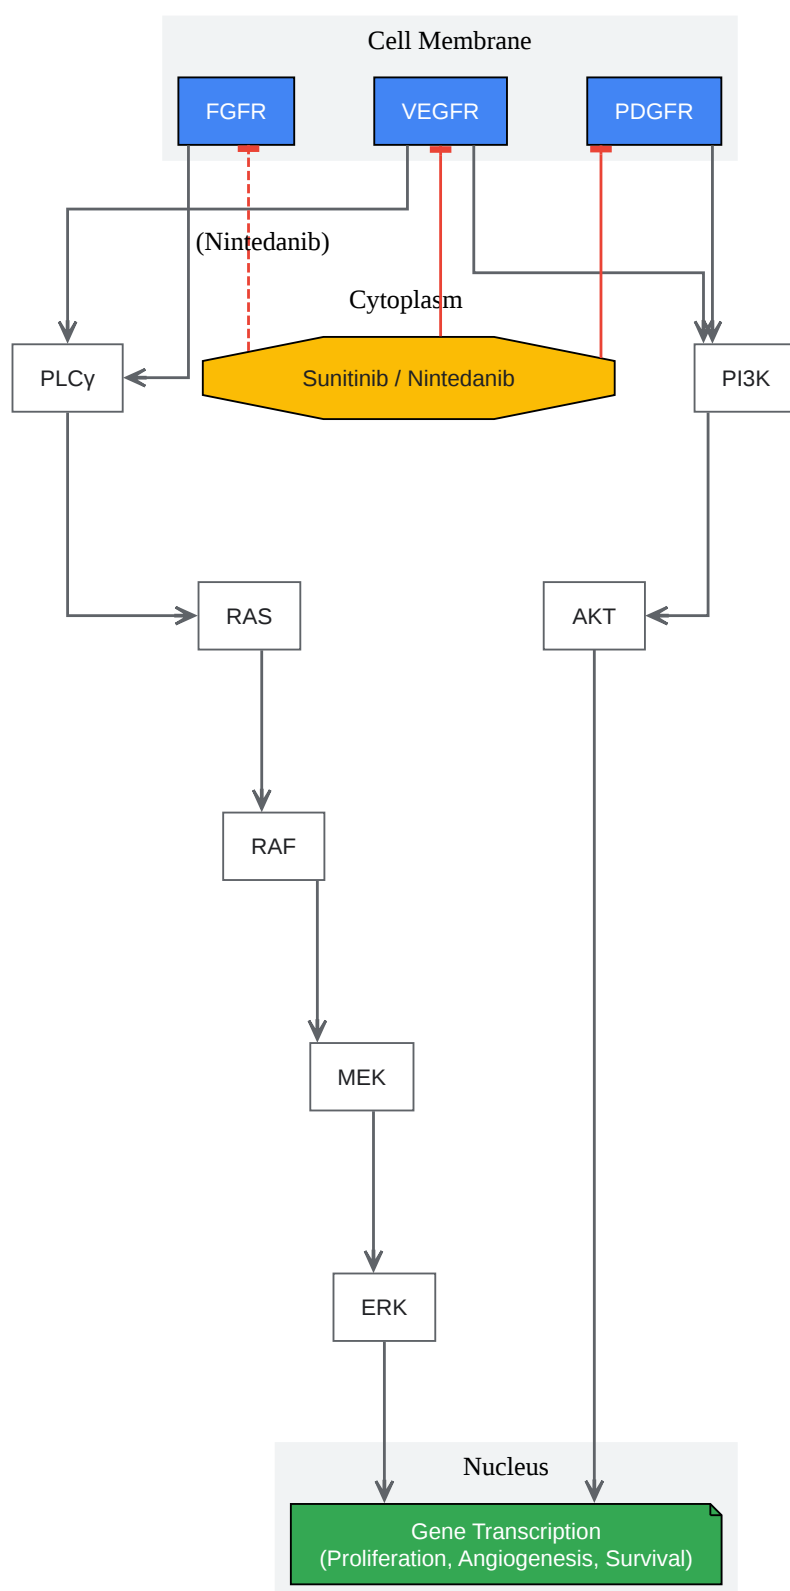 Cell Membrane
FGFR
VEGFR
PDGFR
(Nintedanib)
Cytoplasm
PLCγ
Sunitinib / Nintedanib
PI3K
RAS
AKT
RAF
MEK
ERK
Nucleus
Gene Transcription
(Proliferation, Angiogenesis, Survival)